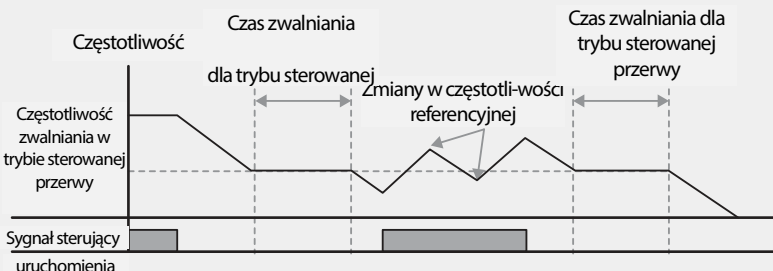 Częstotliwość
Czas zwalniania
dla trybu sterowanej
Zmiany w częstotli-wości
referencyjnej
Czas zwalniania dla
trybu sterowanej
przerwy
Częstotliwość
zwalniania w
trybie sterowanej
przerwy
Sygnał sterujący
uruchomienia